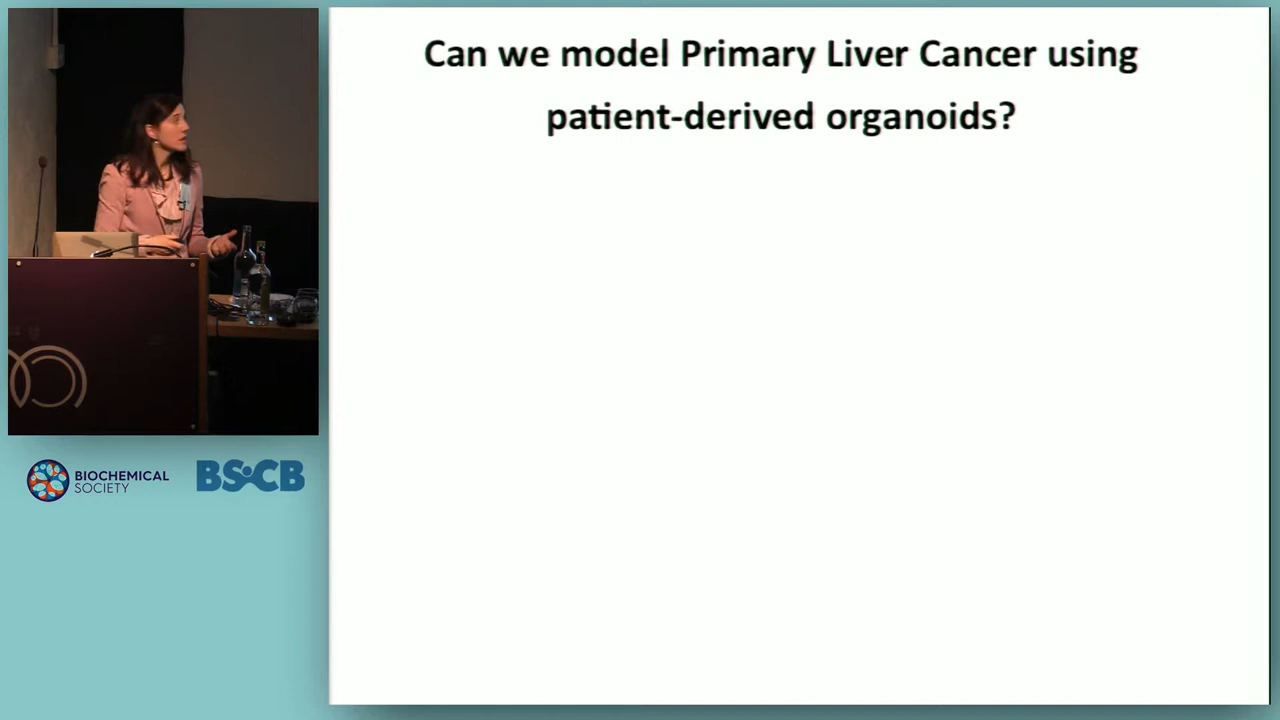 Can we model Primary Liver Cancer using
patient-derived organoids?
BIOCHEMICAL
SOCIETY
BSCB